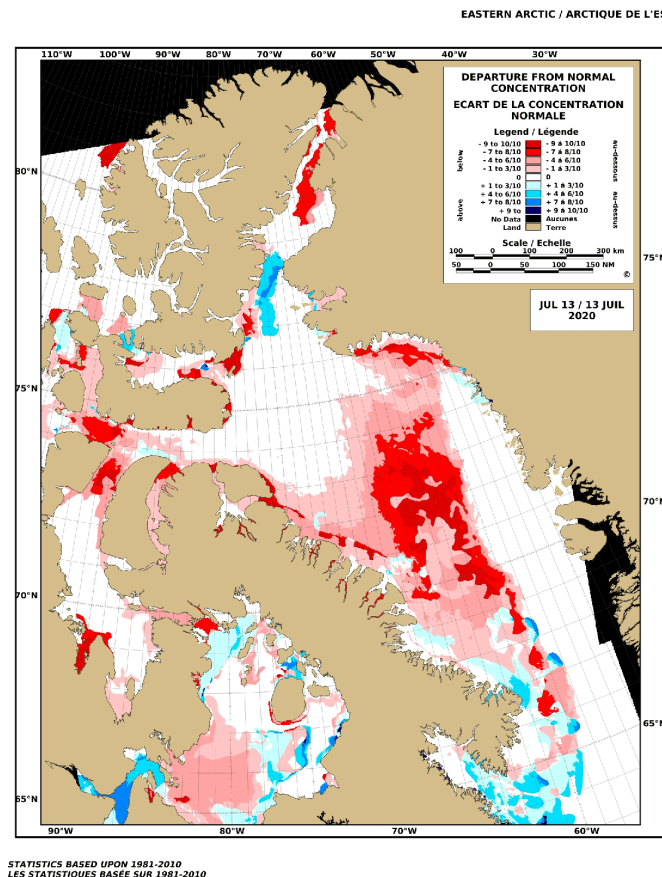 EASTERN ARCTIC / ARCTIQUE DE L'ES
110°W 100°W 90°W 80°W 70°W 60°W 50°W 40°W 30°W
DEPARTURE FROM NORMAL
CONCENTRATION
ECART DE LA CONCENTRATION
NORMALE
Legend / Légende
below
above
- 9 to 10/10 - 9 à 10/10
- 7 to 8/10 - 7 à 8/10
- 4 to 6/10 - 4 à 6/10
- 1 to 3/10 - 1 à 3/10
0 0
+ 1 to 3/10 + 1 à 3/10
+ 4 to 6/10 + 4 à 6/10
+ 7 to 8/10 + 7 à 8/10
+ 9 to + 9 à 10/10
No Data Aucunes
Land Terre
au-dessous
au-dessus
Scale / Echelle
100 0 100 200 300 km
50 0 50 100 150 NM
©
JUL 13 / 13 JUIL
2020
80°N
75°N
75°N
70°N
70°N
65°N
65°N
90°W 80°W 70°W 60°W
STATISTICS BASED UPON 1981-2010
LES STATISTIQUES BASÉE SUR 1981-2010